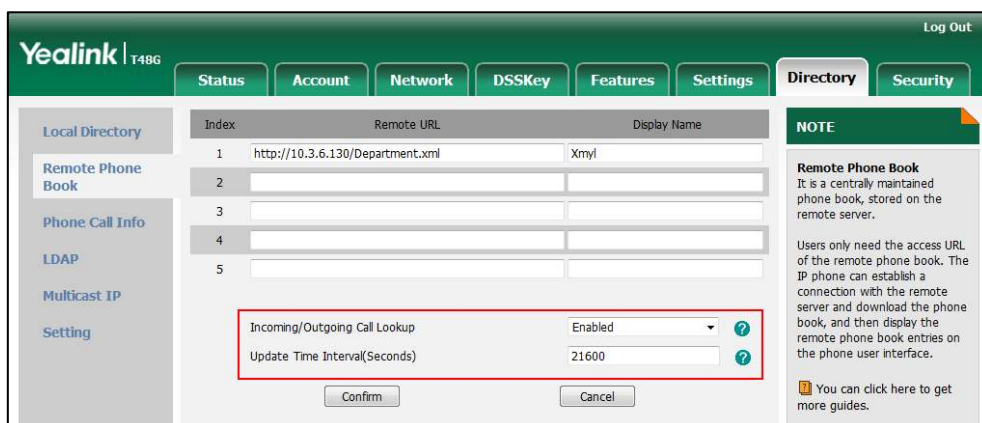 Log Out
Yealink | T48G
Status Account Network DSSKey Features Settings Directory Security
Local Directory
Remote Phone
Book
Phone Call Info
LDAP
Multicast IP
Setting
Index Remote URL Display Name
1 http://10.3.6.130/Department.xml Xmyl
2
3
4
5
Incoming/Outgoing Call Lookup Enabled ?
Update Time Interval(Seconds) 21600 ?
Confirm Cancel
NOTE
Remote Phone Book
It is a centrally maintained
phone book, stored on the
remote server.
Users only need the access URL
of the remote phone book. The
IP phone can establish a
connection with the remote
server and download the phone
book, and then display the
remote phone book entries on
the phone user interface.
? You can click here to get
more guides.